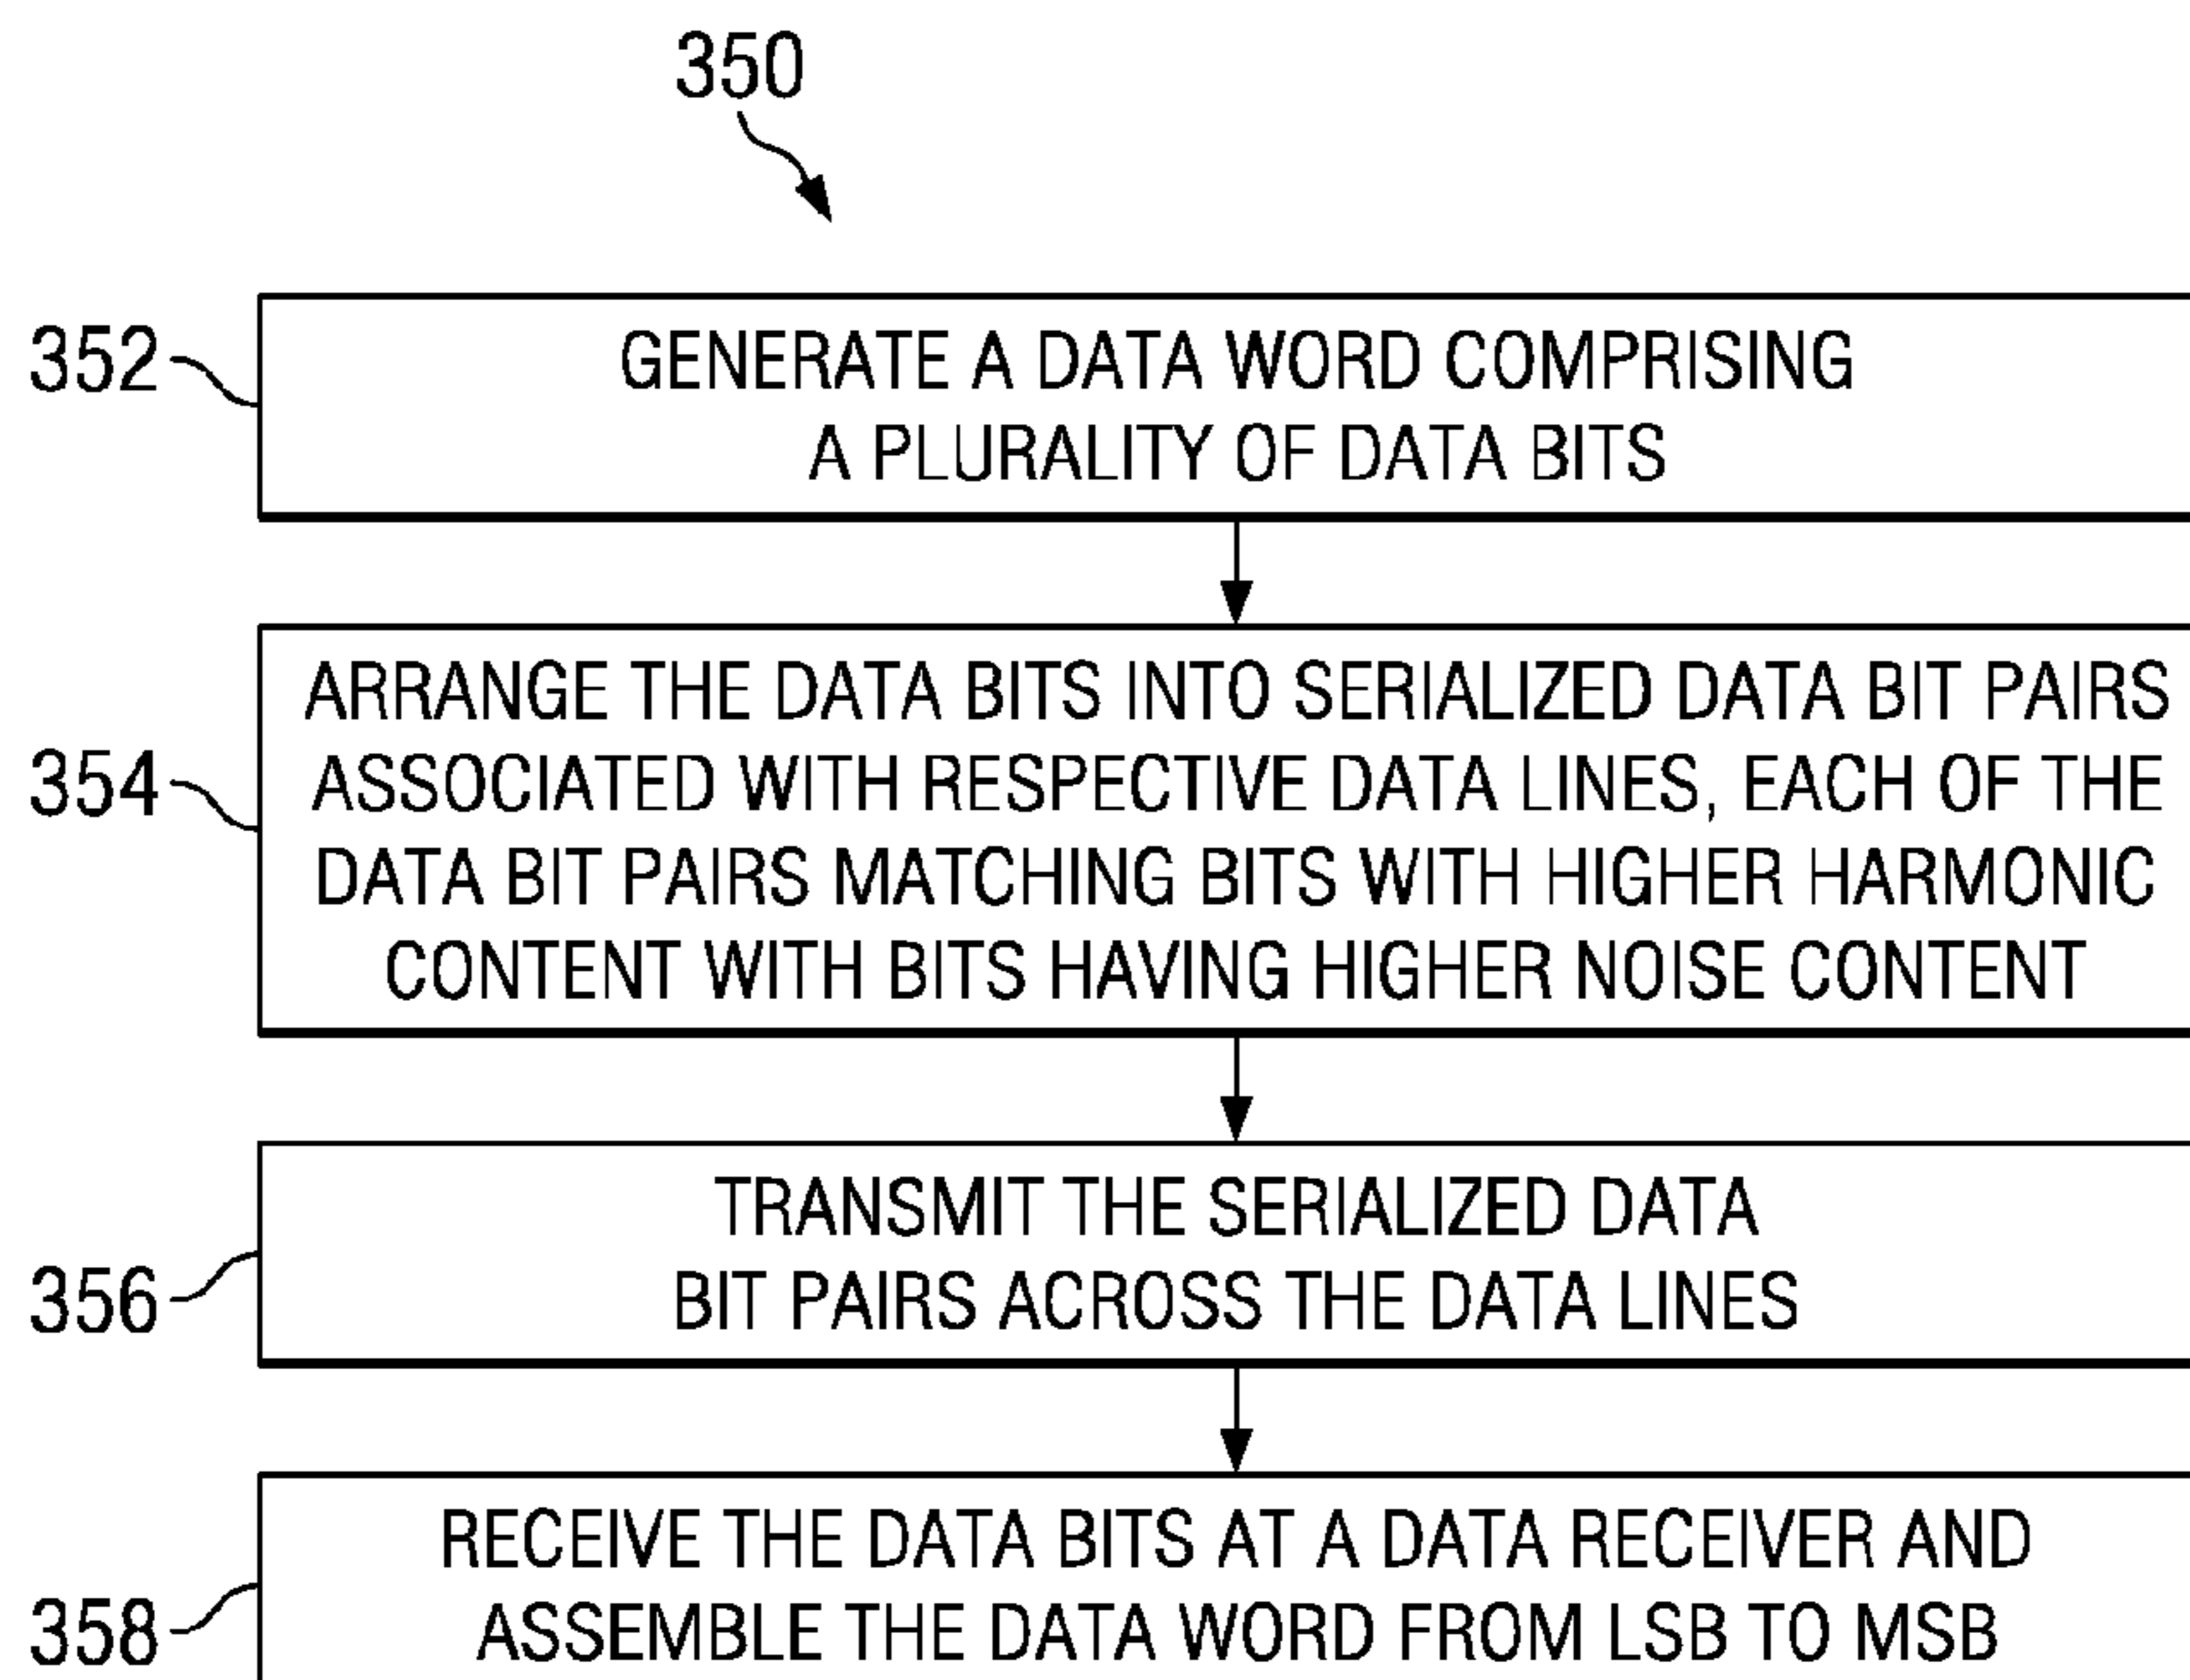 350
352
GENERATE A DATA WORD COMPRISING
A PLURALITY OF DATA BITS
354
ARRANGE THE DATA BITS INTO SERIALIZED DATA BIT PAIRS
ASSOCIATED WITH RESPECTIVE DATA LINES, EACH OF THE
DATA BIT PAIRS MATCHING BITS WITH HIGHER HARMONIC
CONTENT WITH BITS HAVING HIGHER NOISE CONTENT
356
TRANSMIT THE SERIALIZED DATA
BIT PAIRS ACROSS THE DATA LINES
358
RECEIVE THE DATA BITS AT A DATA RECEIVER AND
ASSEMBLE THE DATA WORD FROM LSB TO MSB